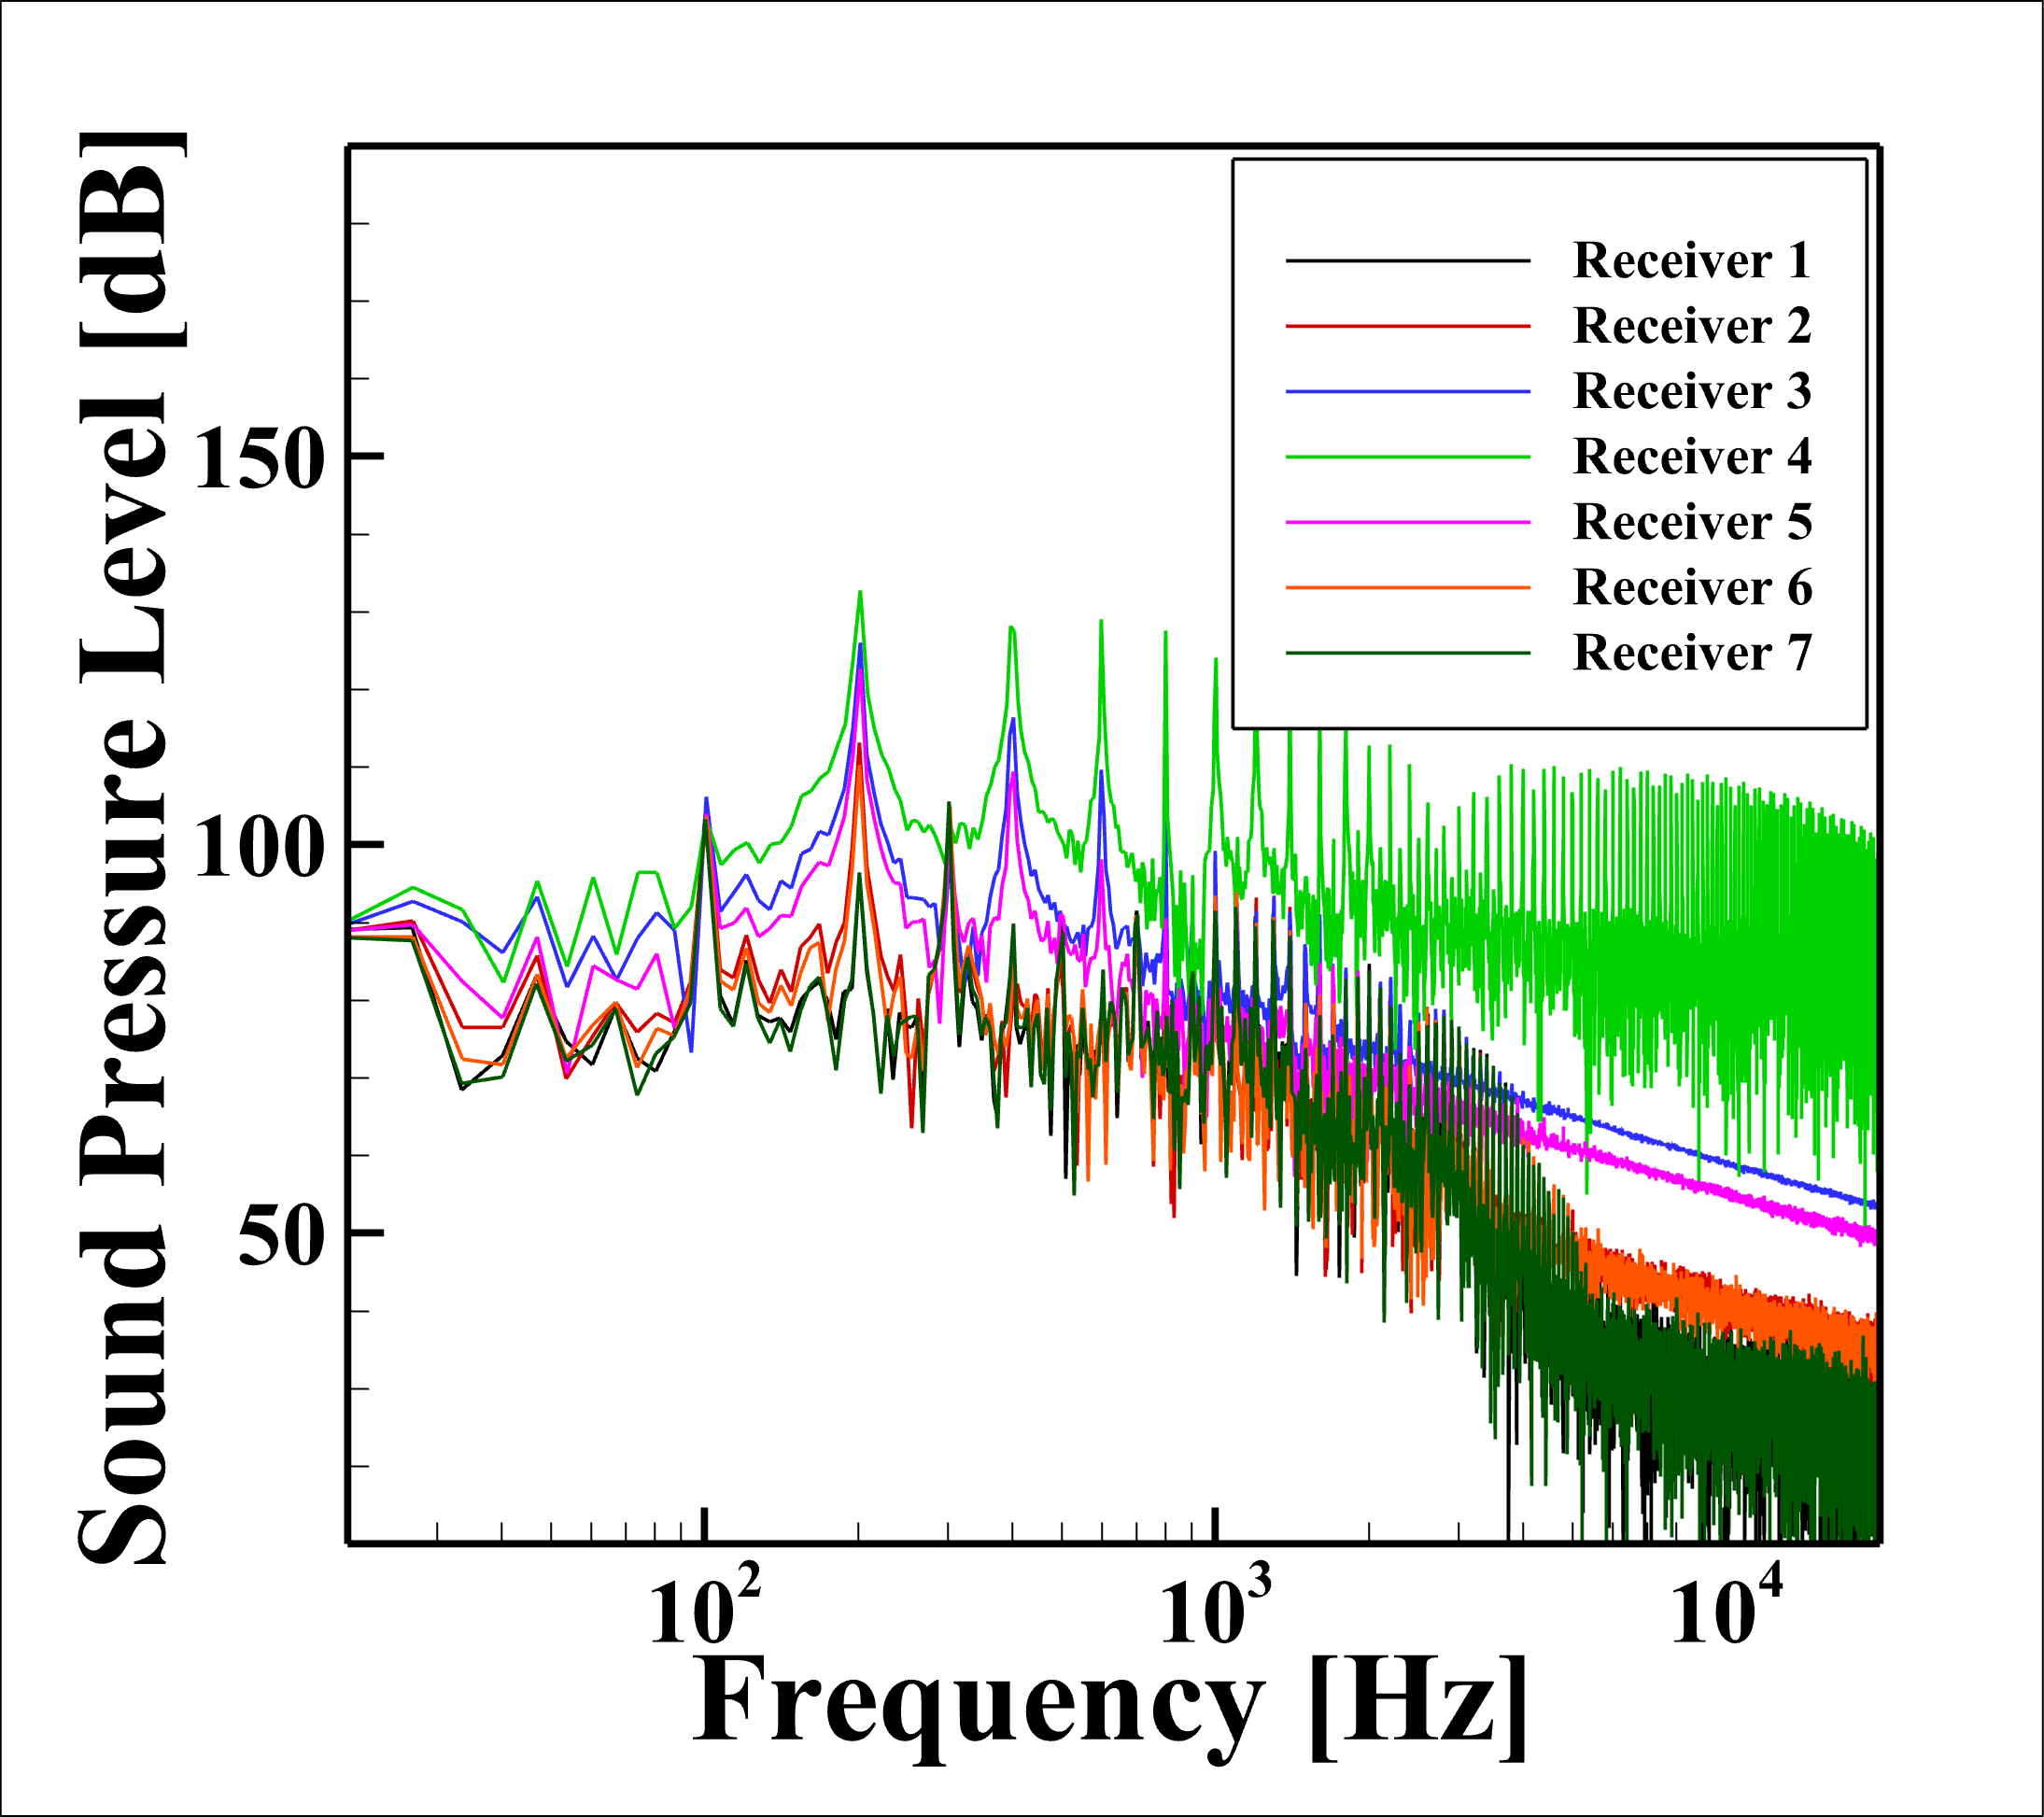 Sound Pressure Level [dB]
150
100
50
Receiver 1
Receiver 2
Receiver 3
Receiver 4
Receiver 5
Receiver 6
Receiver 7
10² 10³ 10⁴
Frequency [Hz]